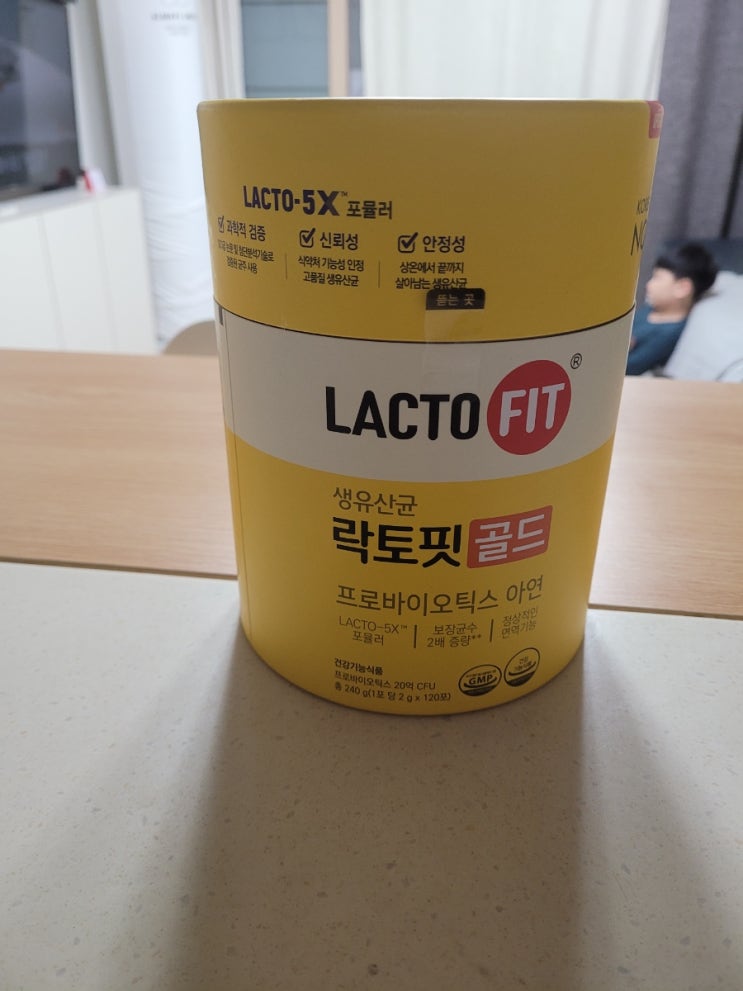 LACTO-5X™ 포뮬러
과학적 검증
신뢰성
식약처 기능성 인정
고품질 생유산균
안정성
상온에서 끝까지
살아남는 생유산균
뜯는 곳
LACTO FIT®
생유산균
락토핏 골드
프로바이오틱스 아연
LACTO-5X™
포뮬러
보장균수
2배 증량**
정상적인
면역기능
건강기능식품
프로바이오틱스 20억 CFU
총 240 g(1포 당 2 g x 120포)
GMP
건강
기능식품